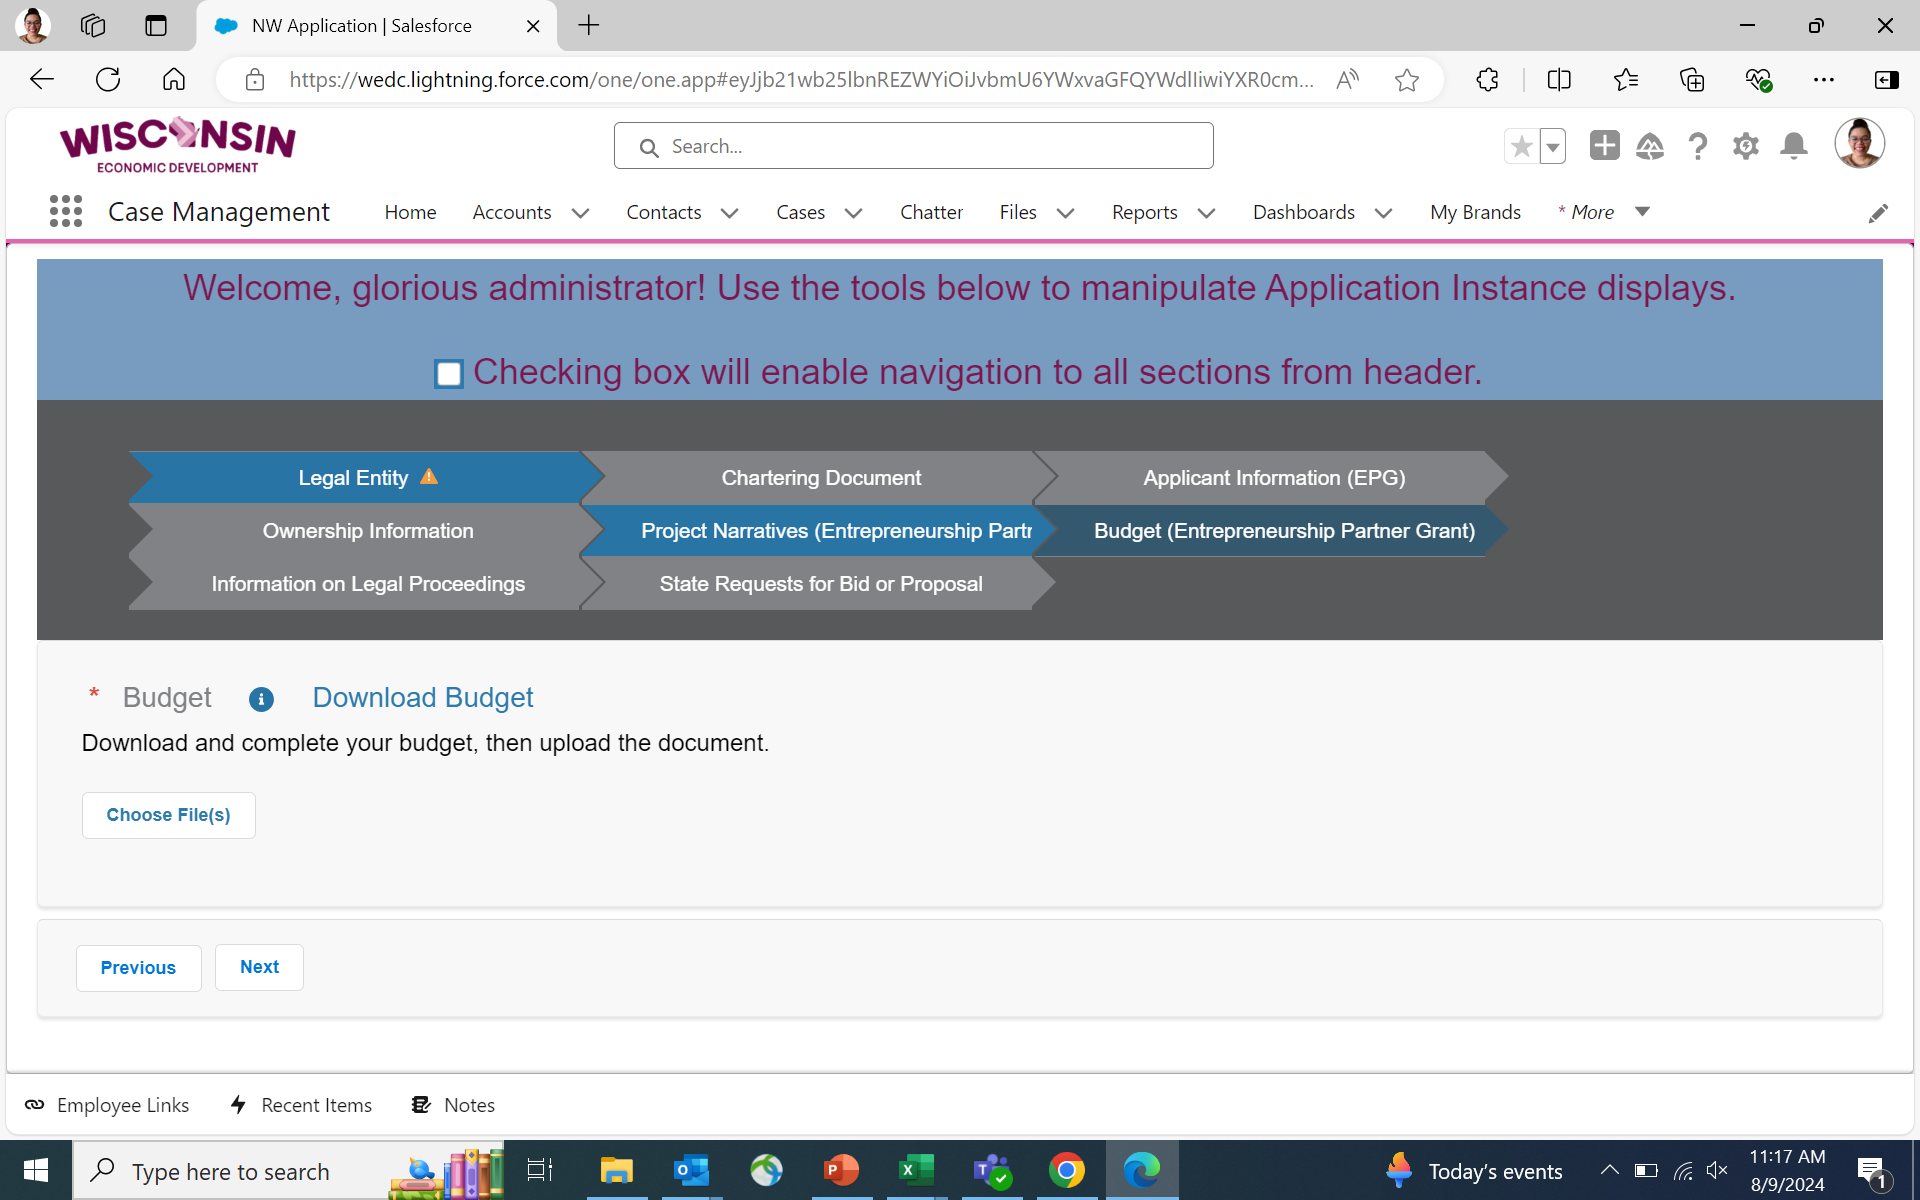 NW Application | Salesforce
https://wedc.lightning.force.com/one/one.app#eyJjb21wb25lbnREZWYiOiJvbmU6YWxvaGFQYWdlIiwiYXR0cm...
WISCONSIN
ECONOMIC DEVELOPMENT
Search...
Case Management
Home Accounts Contacts Cases Chatter Files Reports Dashboards My Brands * More
Welcome, glorious administrator! Use the tools below to manipulate Application Instance displays.
Checking box will enable navigation to all sections from header.
Legal Entity Chartering Document Applicant Information (EPG)
Ownership Information Project Narratives (Entrepreneurship Partr Budget (Entrepreneurship Partner Grant)
Information on Legal Proceedings State Requests for Bid or Proposal
* Budget Download Budget
Download and complete your budget, then upload the document.
Choose File(s)
Previous Next
Employee Links Recent Items Notes
Type here to search
Today's events
11:17 AM
8/9/2024
1